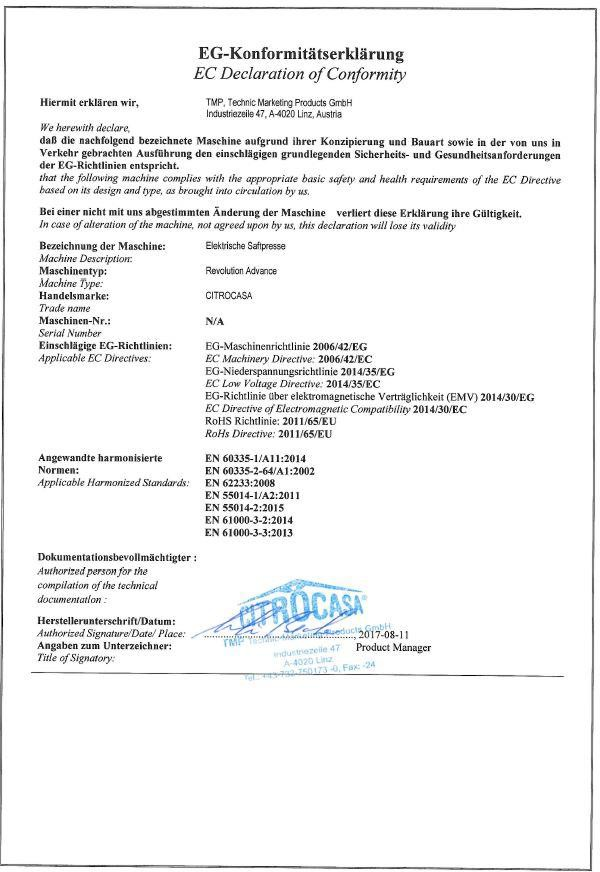 EG-Konformitätserklärung
EC Declaration of Conformity
Hiermit erklären wir, TMP, Technic Marketing Products GmbH
Industriezeile 47, A-4020 Linz, Austria
We herewith declare,
daß die nachfolgend bezeichnete Maschine aufgrund ihrer Konzipierung und Bauart sowie in der von uns in
Verkehr gebrachten Ausführung den einschlägigen grundlegenden Sicherheits- und Gesundheitsanforderungen
der EG-Richtlinien entspricht.
that the following machine complies with the appropriate basic safety and health requirements of the EC Directive
based on its design and type, as brought into circulation by us.
Bei einer nicht mit uns abgestimmten Änderung der Maschine verliert diese Erklärung ihre Gültigkeit.
In case of alteration of the machine, not agreed upon by us, this declaration will lose its validity
Bezeichnung der Maschine: Elektrische Saftpresse
Machine Description:
Maschinentyp: Revolution Advance
Machine Type:
Handelsmarke: CITROCASA
Trade name
Maschinen-Nr.: N/A
Serial Number
Einschlägige EG-Richtlinien: EG-Maschinenrichtlinie 2006/42/EG
Applicable EC Directives: EC Machinery Directive: 2006/42/EC
EG-Niederspannungsrichtlinie 2014/35/EG
EC Low Voltage Directive: 2014/35/EC
EG-Richtlinie über elektromagnetische Verträglichkeit (EMV) 2014/30/EG
EC Directive of Electromagnetic Compatibility 2014/30/EC
RoHS Richtlinie: 2011/65/EU
RoHs Directive: 2011/65/EU
Angewandte harmonisierte EN 60335-1/A11:2014
Normen: EN 60335-2-64/A1:2002
Applicable Harmonized Standards: EN 62233:2008
EN 55014-1/A2:2011
EN 55014-2:2015
EN 61000-3-2:2014
EN 61000-3-3:2013
Dokumentationsbevollmächtigter :
Authorized person for the
compilation of the technical
documentation :
CITROCASA®
Herstellerunterschrift/Datum:
Authorized Signature/Date/ Place: , 2017-08-11
TMP Technic Marketing Products GmbH
Angaben zum Unterzeichner: Product Manager
Industriezeile 47
Title of Signatory:
A-4020 Linz
Tel.: +43-732-750173 -0, Fax: -24